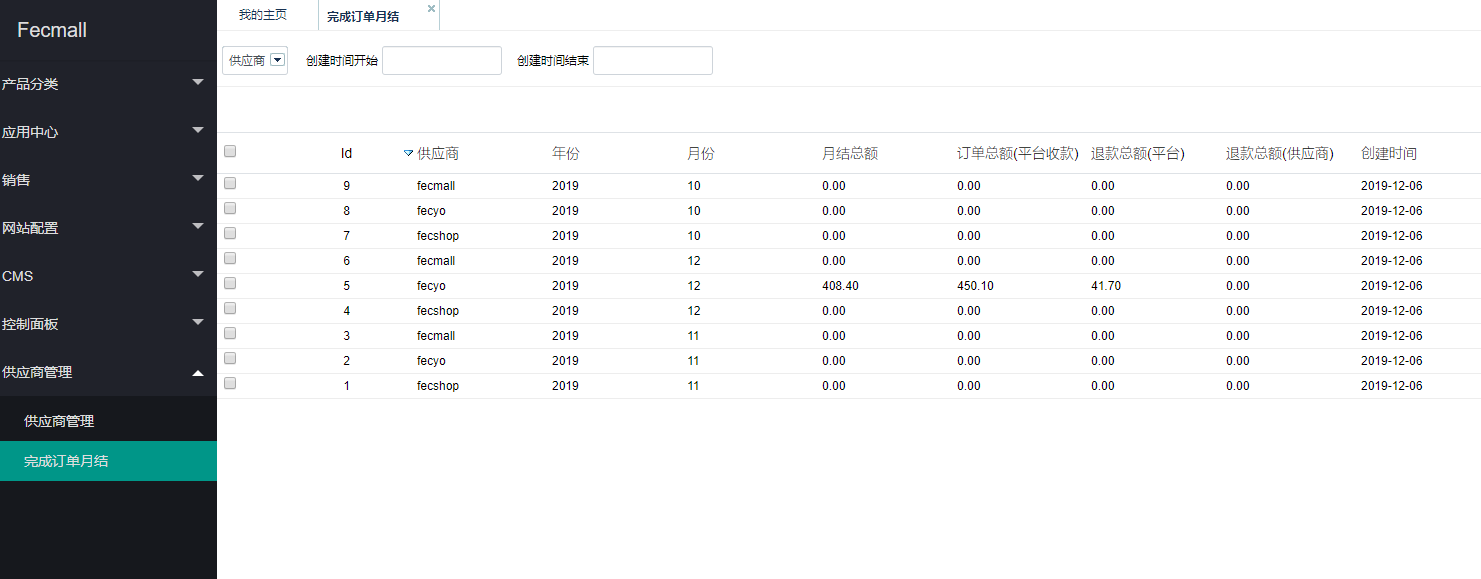 Fecmall
产品分类
应用中心
销售
网站配置
CMS
控制面板
供应商管理
供应商管理
完成订单月结
我的主页 完成订单月结
供应商 创建时间开始 创建时间结束
Id 供应商 年份 月份 月结总额 订单总额(平台收款) 退款总额(平台) 退款总额(供应商) 创建时间
9 fecmall 2019 10 0.00 0.00 0.00 0.00 2019-12-06
8 fecyo 2019 10 0.00 0.00 0.00 0.00 2019-12-06
7 fecshop 2019 10 0.00 0.00 0.00 0.00 2019-12-06
6 fecmall 2019 12 0.00 0.00 0.00 0.00 2019-12-06
5 fecyo 2019 12 408.40 450.10 41.70 0.00 2019-12-06
4 fecshop 2019 12 0.00 0.00 0.00 0.00 2019-12-06
3 fecmall 2019 11 0.00 0.00 0.00 0.00 2019-12-06
2 fecyo 2019 11 0.00 0.00 0.00 0.00 2019-12-06
1 fecshop 2019 11 0.00 0.00 0.00 0.00 2019-12-06